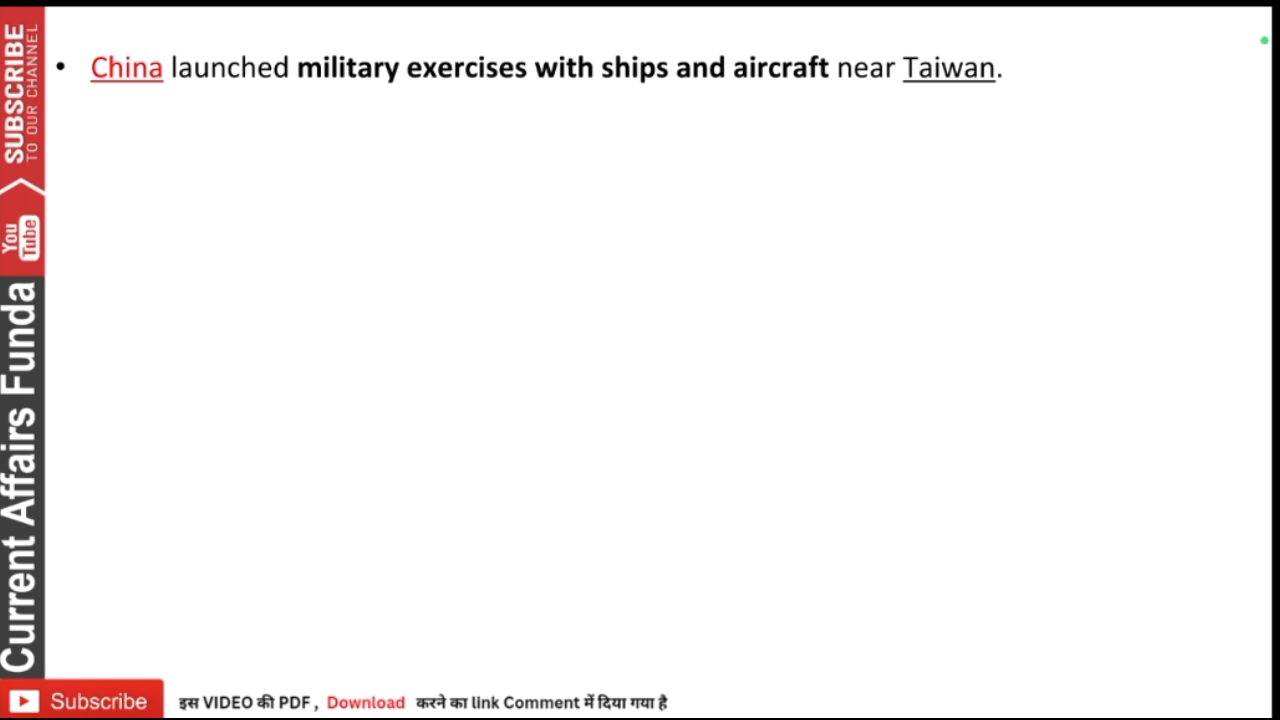 • China launched military exercises with ships and aircraft near Taiwan.
SUBSCRIBE
TO OUR CHANNEL
You
Tube
Current Affairs Funda
Subscribe
इस VIDEO की PDF , Download करने का link Comment में दिया गया है